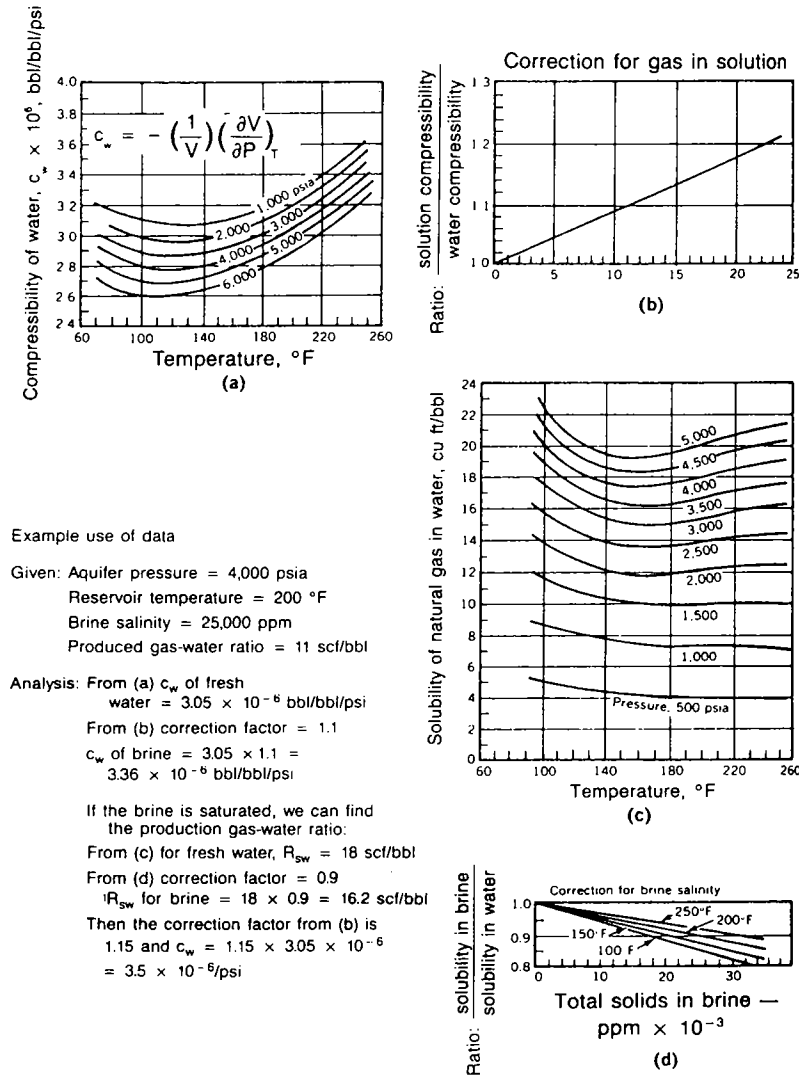 Compressibility of water, c_w × 10⁶, bbl/bbl/psi
4.0
3.8
3.6
3.4
3.2
3.0
2.8
2 6
2 4
c_w = − (1/V) (∂V/∂P)_T
1.000 psia
2.000
3.000
4.000
5.000
6.000
60
100
140
180
220
260
Temperature, °F
(a)
Correction for gas in solution
Ratio: solution compressibility
water compressibility
1 3
1 2
1.1
1 0
0
5
10
15
20
25
(b)
Solubility of natural gas in water, cu ft/bbl
24
22
20
18
16
14
12
10
8
6
4
2
0
5,000
4,500
4.000
3.500
3.000
2,500
2,000
1.500
1.000
Pressure, 500 psia
60
100
140
180
220
260
Temperature, °F
(c)
Example use of data
Given: Aquifer pressure = 4,000 psia
Reservoir temperature = 200 °F
Brine salinity = 25,000 ppm
Produced gas-water ratio = 11 scf/bbl
Analysis: From (a) c_w of fresh
water = 3.05 × 10⁻⁶ bbl/bbl/psi
From (b) correction factor = 1.1
c_w of brine = 3.05 × 1.1 =
3.36 × 10⁻⁶ bbl/bbl/psi
If the brine is saturated, we can find
the production gas-water ratio:
From (c) for fresh water, R_sw = 18 scf/bbl
From (d) correction factor = 0.9
R_sw for brine = 18 × 0.9 = 16.2 scf/bbl
Then the correction factor from (b) is
1.15 and c_w = 1.15 × 3.05 × 10⁻⁶
= 3.5 × 10⁻⁶/psi
Ratio: solubility in brine
solubility in water
Correction for brine salinity
1.0
0.9
0.8
250°F
200°F
150°F
100 F
0
10
20
30
Total solids in brine —
ppm × 10⁻³
(d)